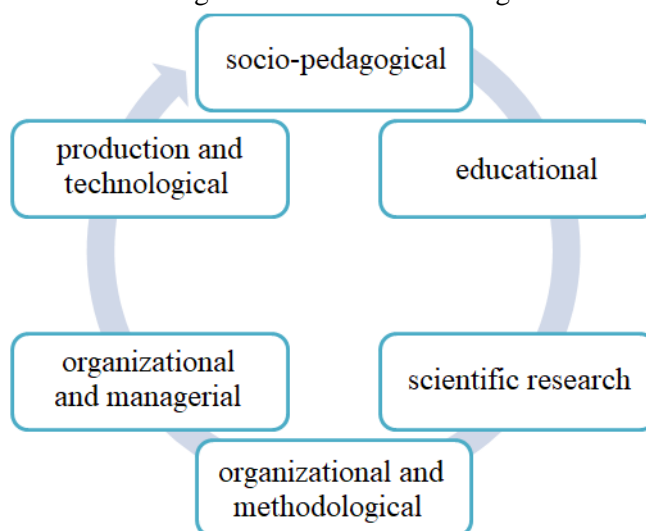 socio-pedagogical
production and
technological
educational
organizational
and managerial
scientific research
organizational and
methodological